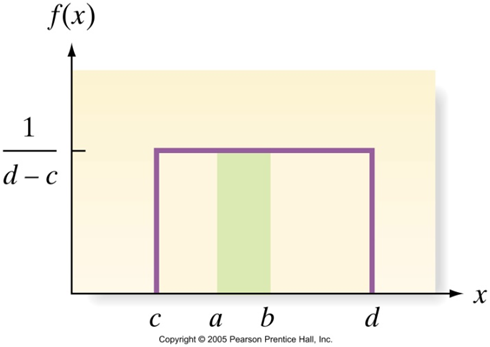 f(x)
1
d – c
x
c a b d
Copyright © 2005 Pearson Prentice Hall, Inc.